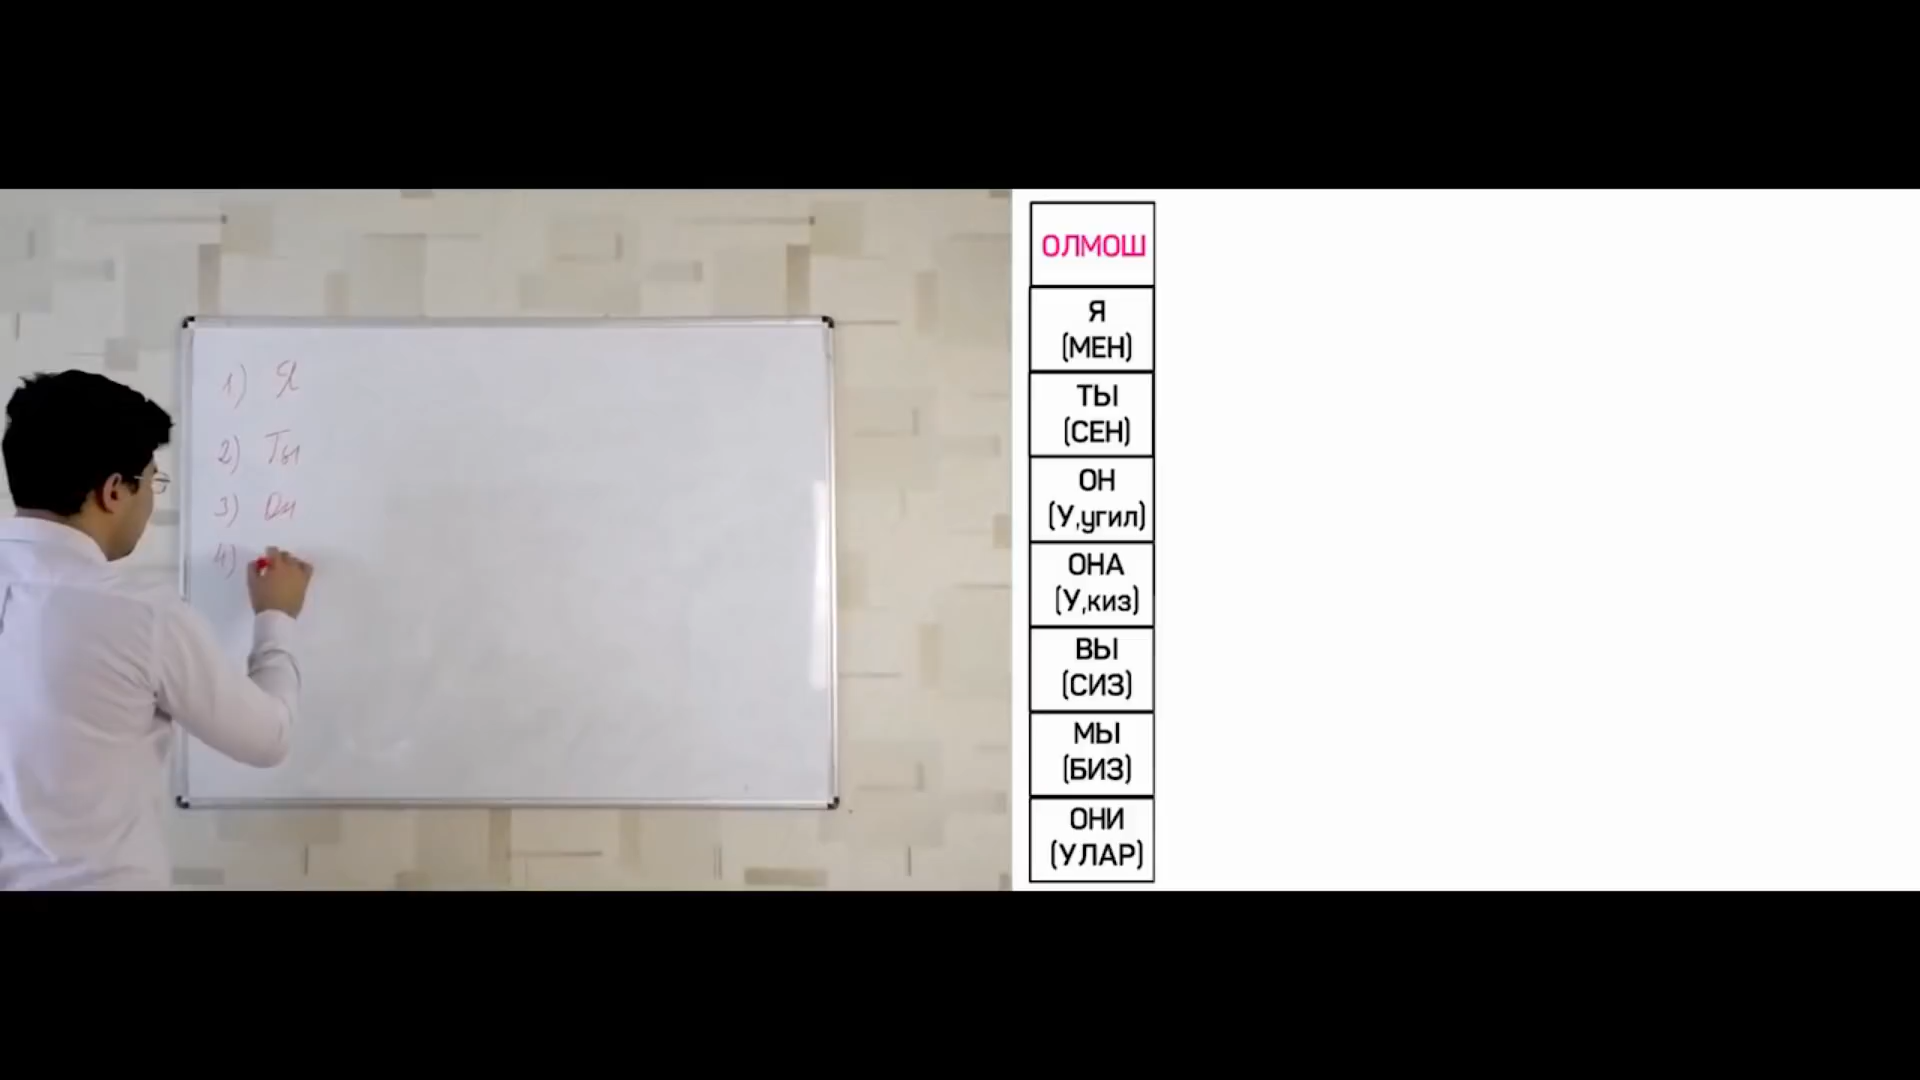 1) Я
2) Ты
3) Он
4)
ОЛМОШ
Я
(МЕН)
ТЫ
(СЕН)
ОН
(У,угил)
ОНА
(У,киз)
ВЫ
(СИЗ)
МЫ
(БИЗ)
ОНИ
(УЛАР)